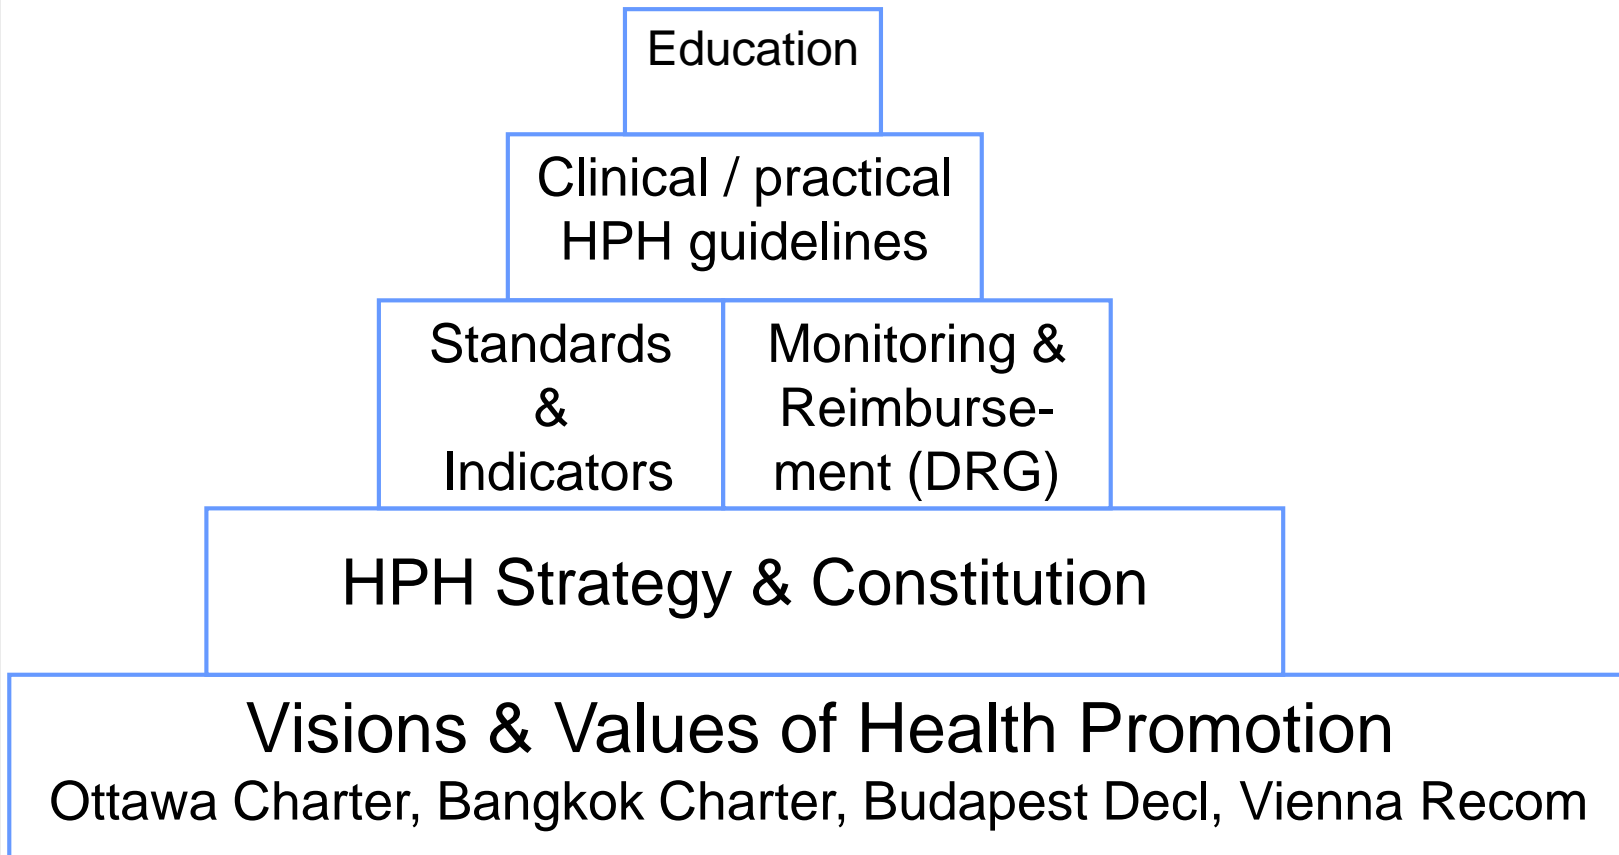 Education
Clinical / practical
HPH guidelines
Standards
&
Indicators
Monitoring &
Reimburse-
ment (DRG)
HPH Strategy & Constitution
Visions & Values of Health Promotion
Ottawa Charter, Bangkok Charter, Budapest Decl, Vienna Recom